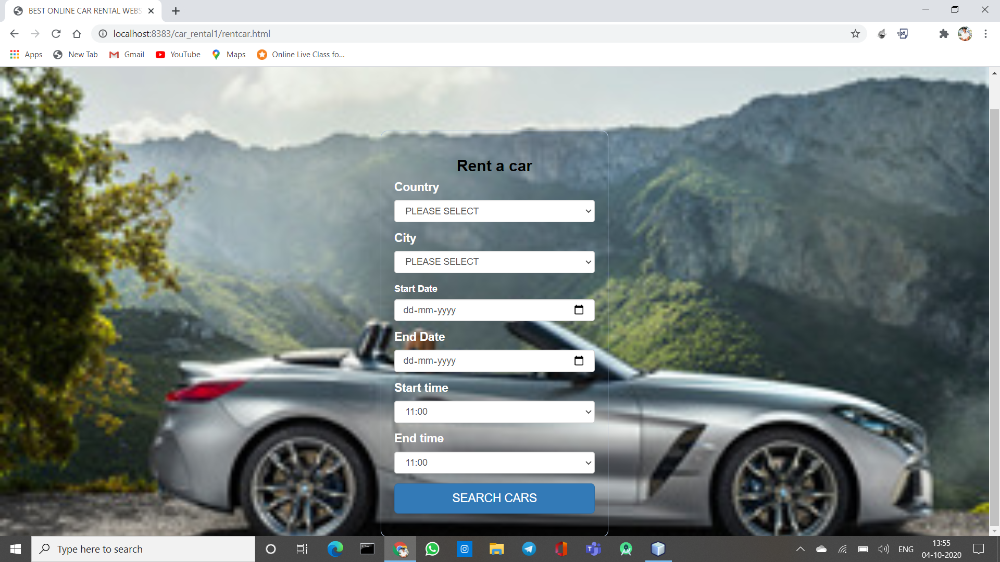 BEST ONLINE CAR RENTAL WEBS
localhost:8383/car_rental1/rentcar.html
Apps New Tab Gmail YouTube Maps Online Live Class fo...
Rent a car
Country
PLEASE SELECT
City
PLEASE SELECT
Start Date
dd-mm-yyyy
End Date
dd-mm-yyyy
Start time
11:00
End time
11:00
SEARCH CARS
Type here to search
ENG
13:55
04-10-2020